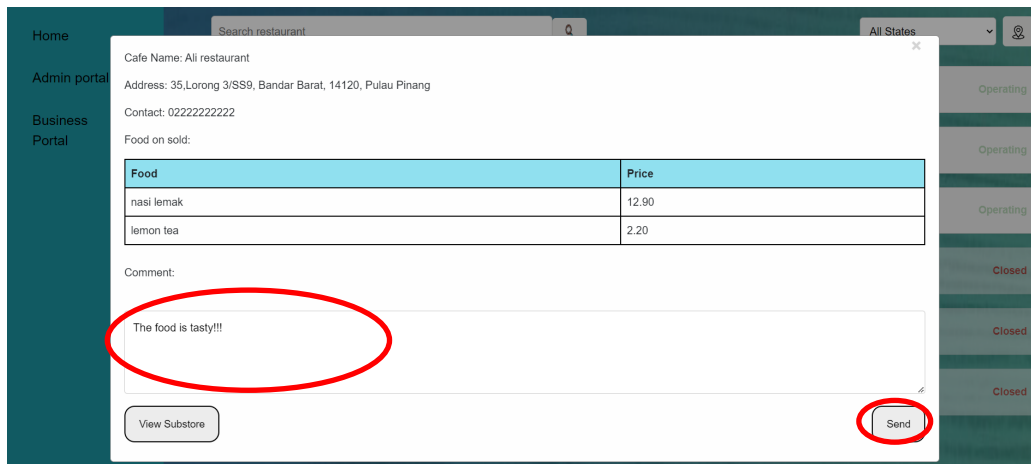 Home
Search restaurant
All States
Cafe Name: Ali restaurant
×
Admin portal
Address: 35,Lorong 3/SS9, Bandar Barat, 14120, Pulau Pinang
Operating
Contact: 02222222222
Business
Portal
Food on sold:
Operating
Food Price
nasi lemak 12.90
lemon tea 2.20
Operating
Comment:
Closed
The food is tasty!!!
Closed
Closed
View Substore
Send